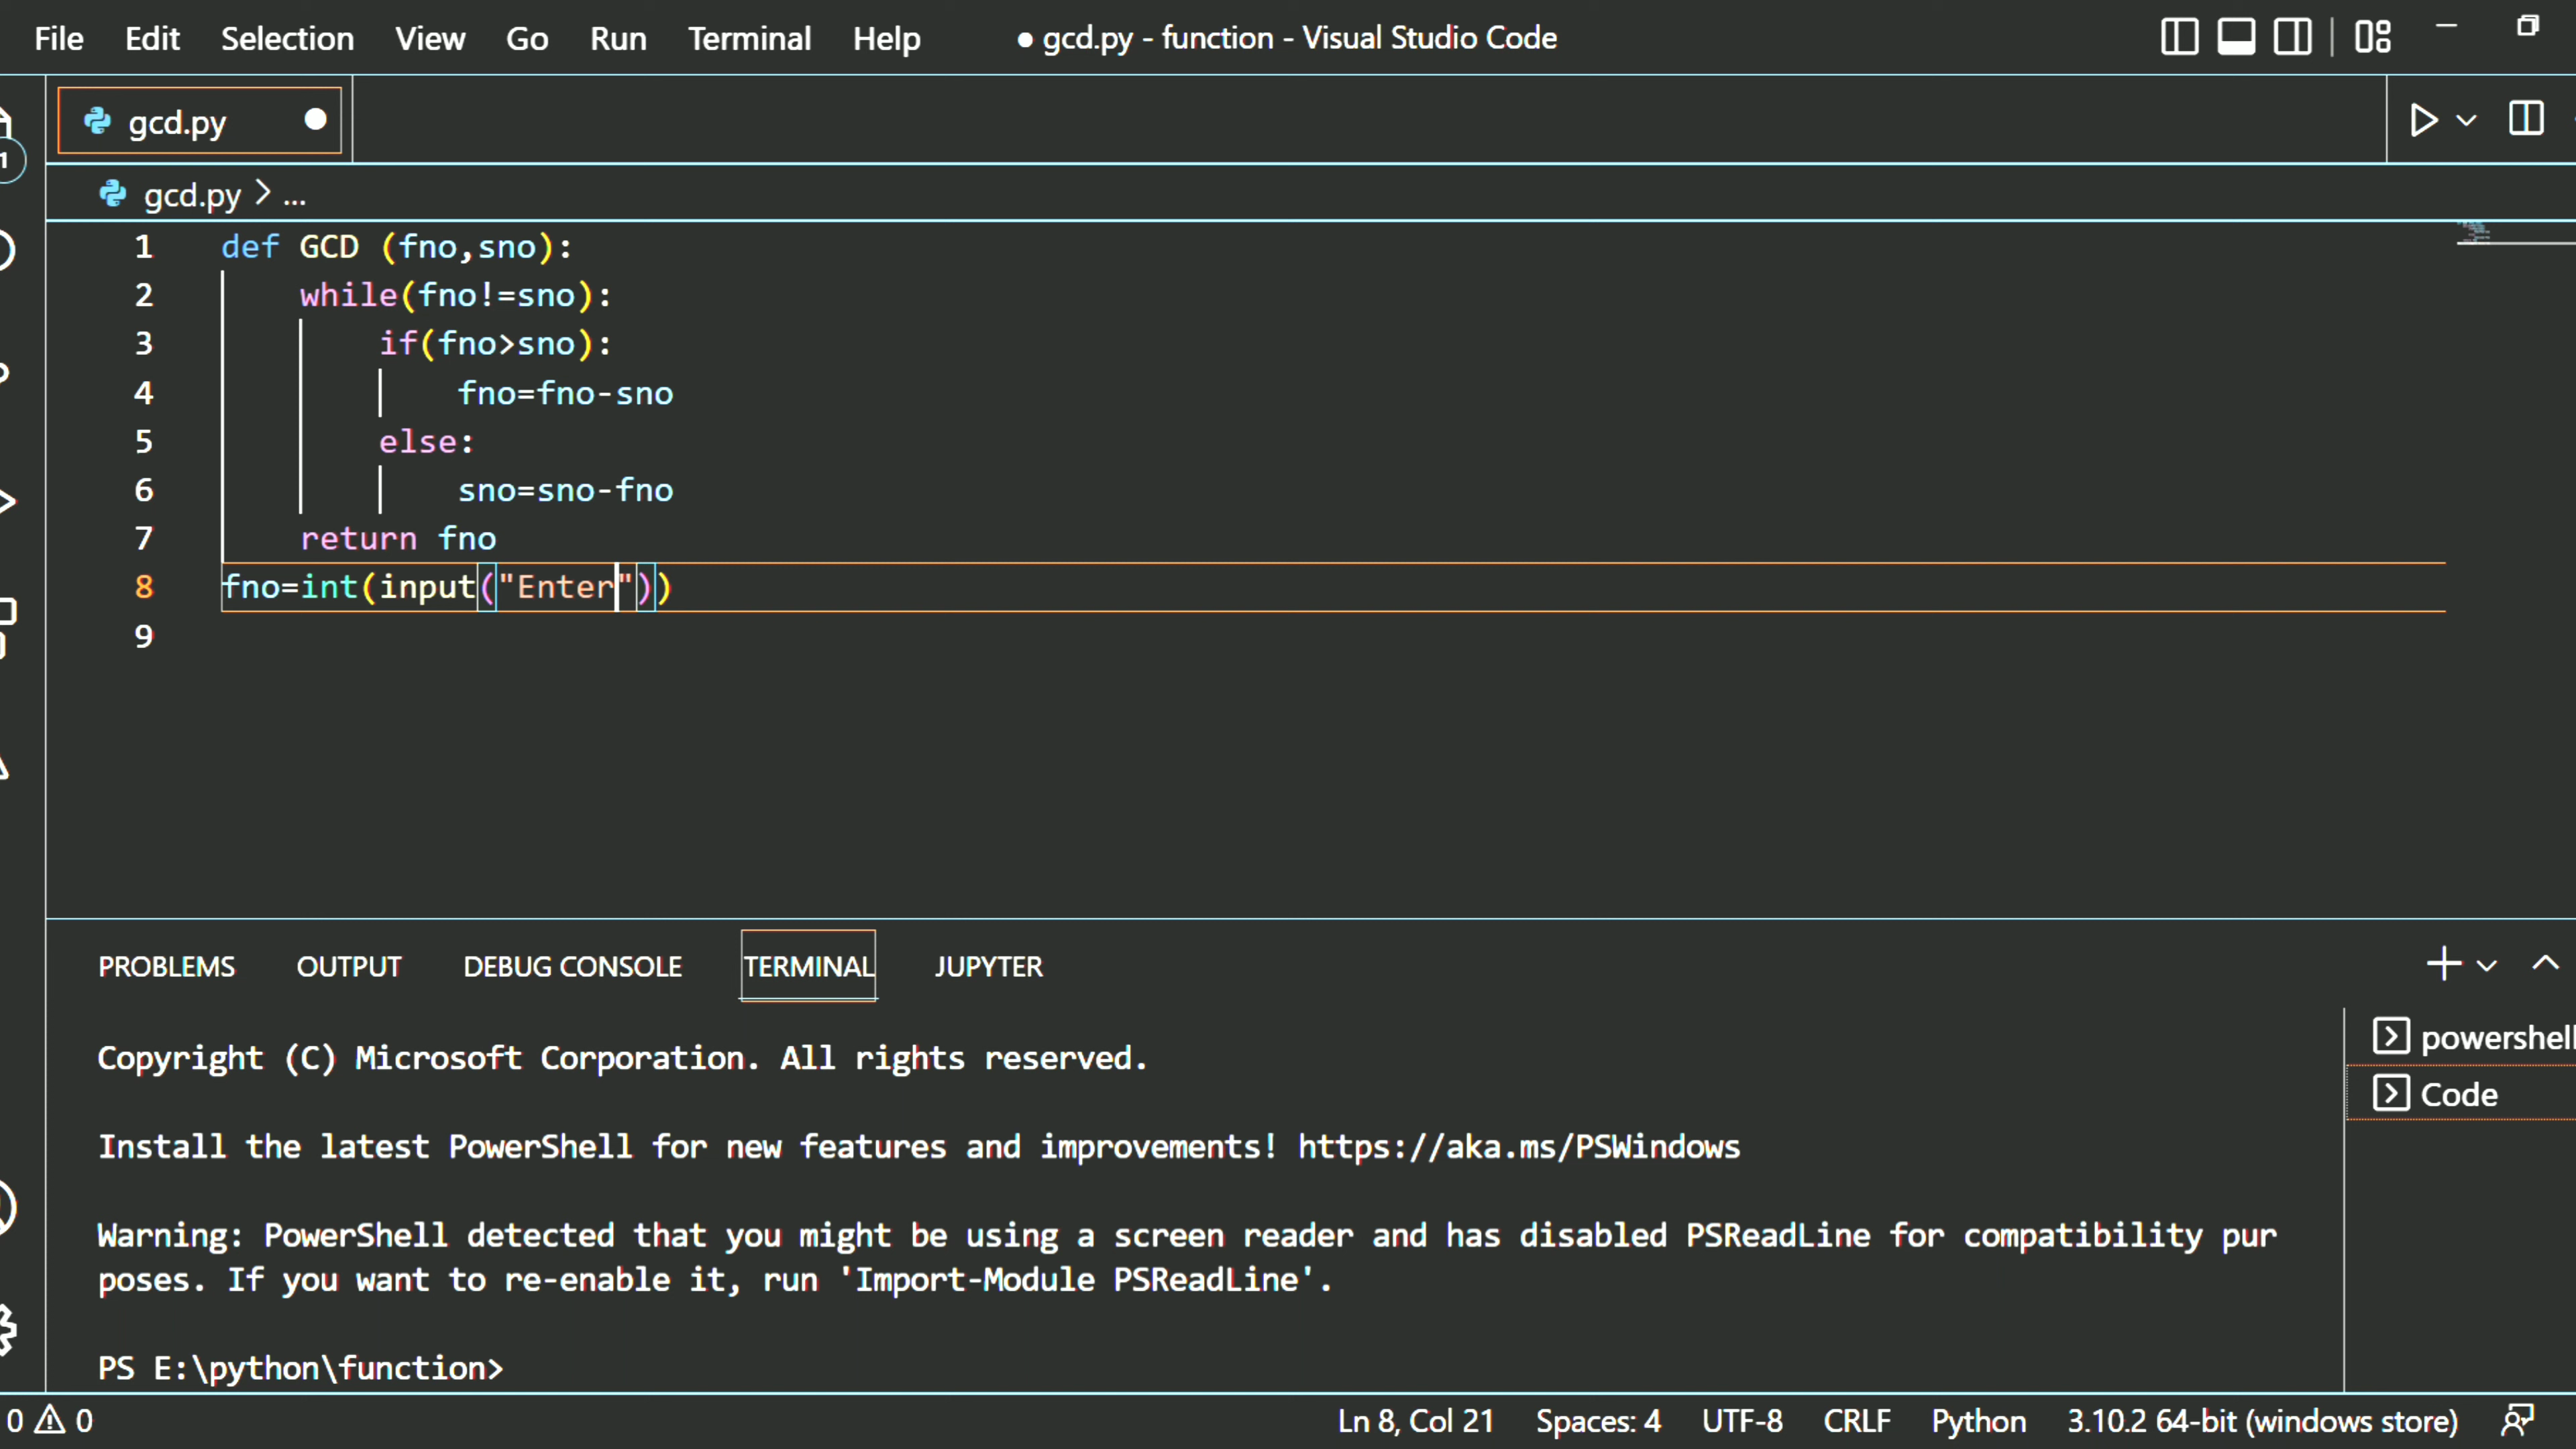 File Edit Selection View Go Run Terminal Help ● gcd.py - function - Visual Studio Code
gcd.py
1
gcd.py > ...
1 def GCD (fno,sno):
2     while(fno!=sno):
3         if(fno>sno):
4             fno=fno-sno
5         else:
6             sno=sno-fno
7     return fno
8 fno=int(input("Enter"))
9
PROBLEMS OUTPUT DEBUG CONSOLE TERMINAL JUPYTER
Copyright (C) Microsoft Corporation. All rights reserved.
powershell
Code
Install the latest PowerShell for new features and improvements! https://aka.ms/PSWindows
Warning: PowerShell detected that you might be using a screen reader and has disabled PSReadLine for compatibility pur
poses. If you want to re-enable it, run 'Import-Module PSReadLine'.
PS E:\python\function>
0 0 Ln 8, Col 21 Spaces: 4 UTF-8 CRLF Python 3.10.2 64-bit (windows store)